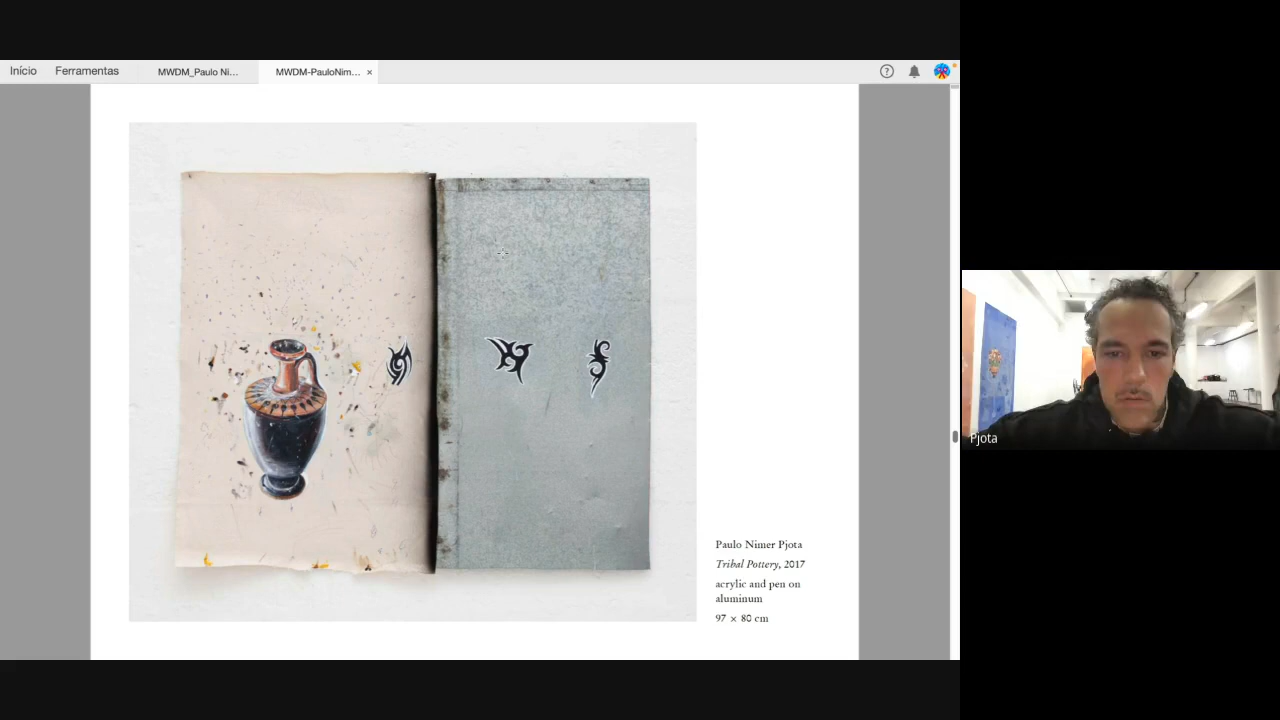 Início Ferramentas MWDM_Paulo Ni... MWDM-PauloNim... ×
Paulo Nimer Pjota
Tribal Pottery, 2017
acrylic and pen on
aluminum
97 × 80 cm
Pjota